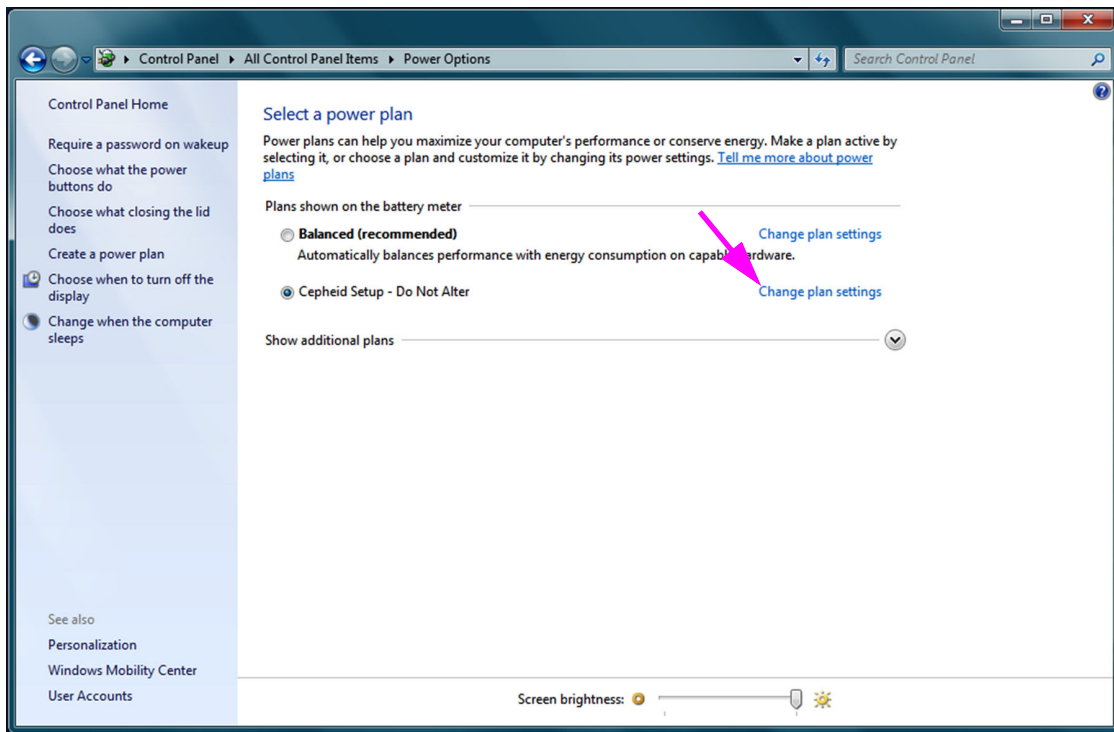 Control Panel ▸ All Control Panel Items ▸ Power Options
Search Control Panel
Control Panel Home
Require a password on wakeup
Choose what the power
buttons do
Choose what closing the lid
does
Create a power plan
Choose when to turn off the
display
Change when the computer
sleeps
See also
Personalization
Windows Mobility Center
User Accounts
Select a power plan
Power plans can help you maximize your computer's performance or conserve energy. Make a plan active by
selecting it, or choose a plan and customize it by changing its power settings. Tell me more about power
plans
Plans shown on the battery meter
Balanced (recommended) Change plan settings
Automatically balances performance with energy consumption on capable hardware.
Cepheid Setup - Do Not Alter Change plan settings
Show additional plans
Screen brightness: